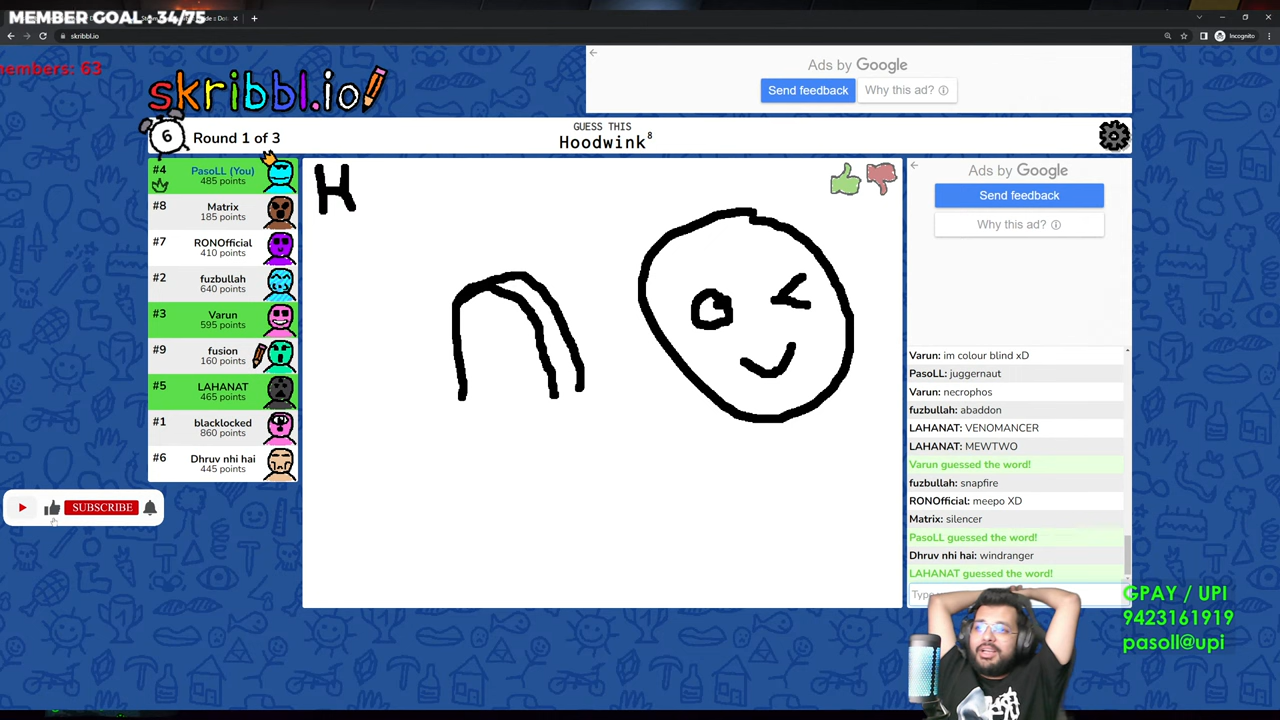 MEMBER GOAL : 34/75
skribbl.io
Incognito
members: 63
skribbl.io
Ads by Google
Send feedback
Why this ad?
6
Round 1 of 3
GUESS THIS
Hoodwink 8
#4 PasoLL (You)
485 points
#8 Matrix
185 points
#7 RONOfficial
410 points
#2 fuzbullah
640 points
#3 Varun
595 points
#9 fusion
160 points
#5 LAHANAT
465 points
#1 blacklocked
860 points
#6 Dhruv nhi hai
445 points
SUBSCRIBE
H
Ads by Google
Send feedback
Why this ad?
Varun: im colour blind xD
PasoLL: juggernaut
Varun: necrophos
fuzbullah: abaddon
LAHANAT: VENOMANCER
LAHANAT: MEWTWO
Varun guessed the word!
fuzbullah: snapfire
RONOfficial: meepo XD
Matrix: silencer
PasoLL guessed the word!
Dhruv nhi hai: windranger
LAHANAT guessed the word!
GPAY / UPI
9423161919
pasoll@upi